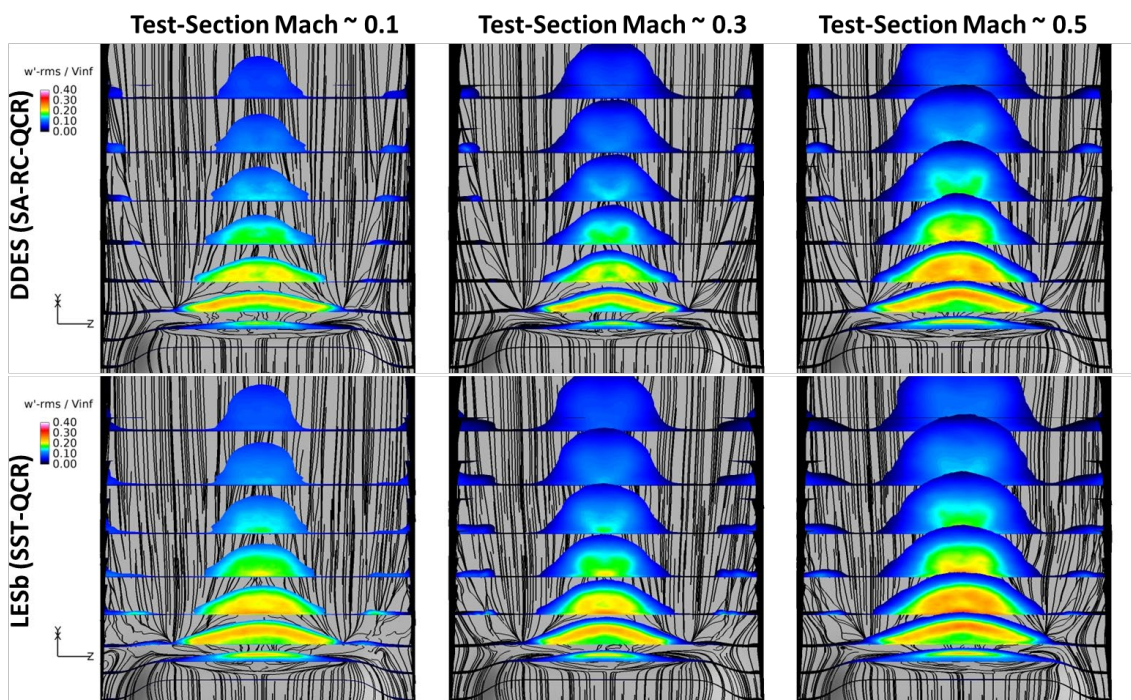 Test-Section Mach ~ 0.1
Test-Section Mach ~ 0.3
Test-Section Mach ~ 0.5
DDES (SA-RC-QCR)
w'-rms / Vinf
0.40
0.30
0.20
0.10
0.00
Y
X
Z
LESb (SST-QCR)
w'-rms / Vinf
0.40
0.30
0.20
0.10
0.00
Y
X
Z